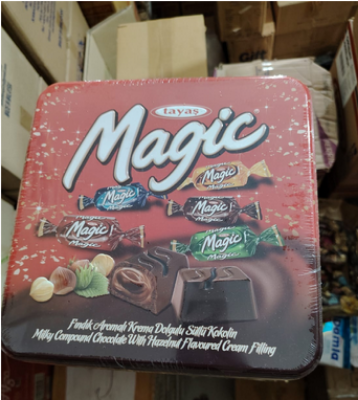 tayas
Magic
Magic
Magic
Magic
Magic
Magic
Fındık Aromalı Krema Dolgulu Sütlü Kokolin
Milky Compound Chocolate With Hazelnut Flavoured Cream Filling
Gift